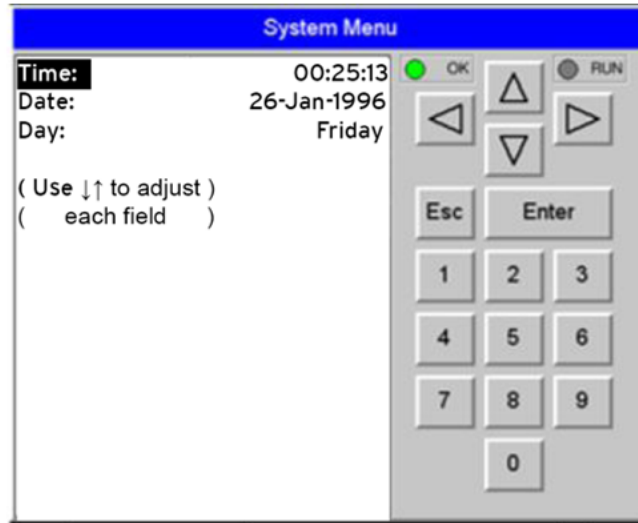 System Menu
Time: 00:25:13
Date: 26-Jan-1996
Day: Friday
( Use ↓↑ to adjust )
( each field )
OK RUN
Esc Enter
1 2 3
4 5 6
7 8 9
0